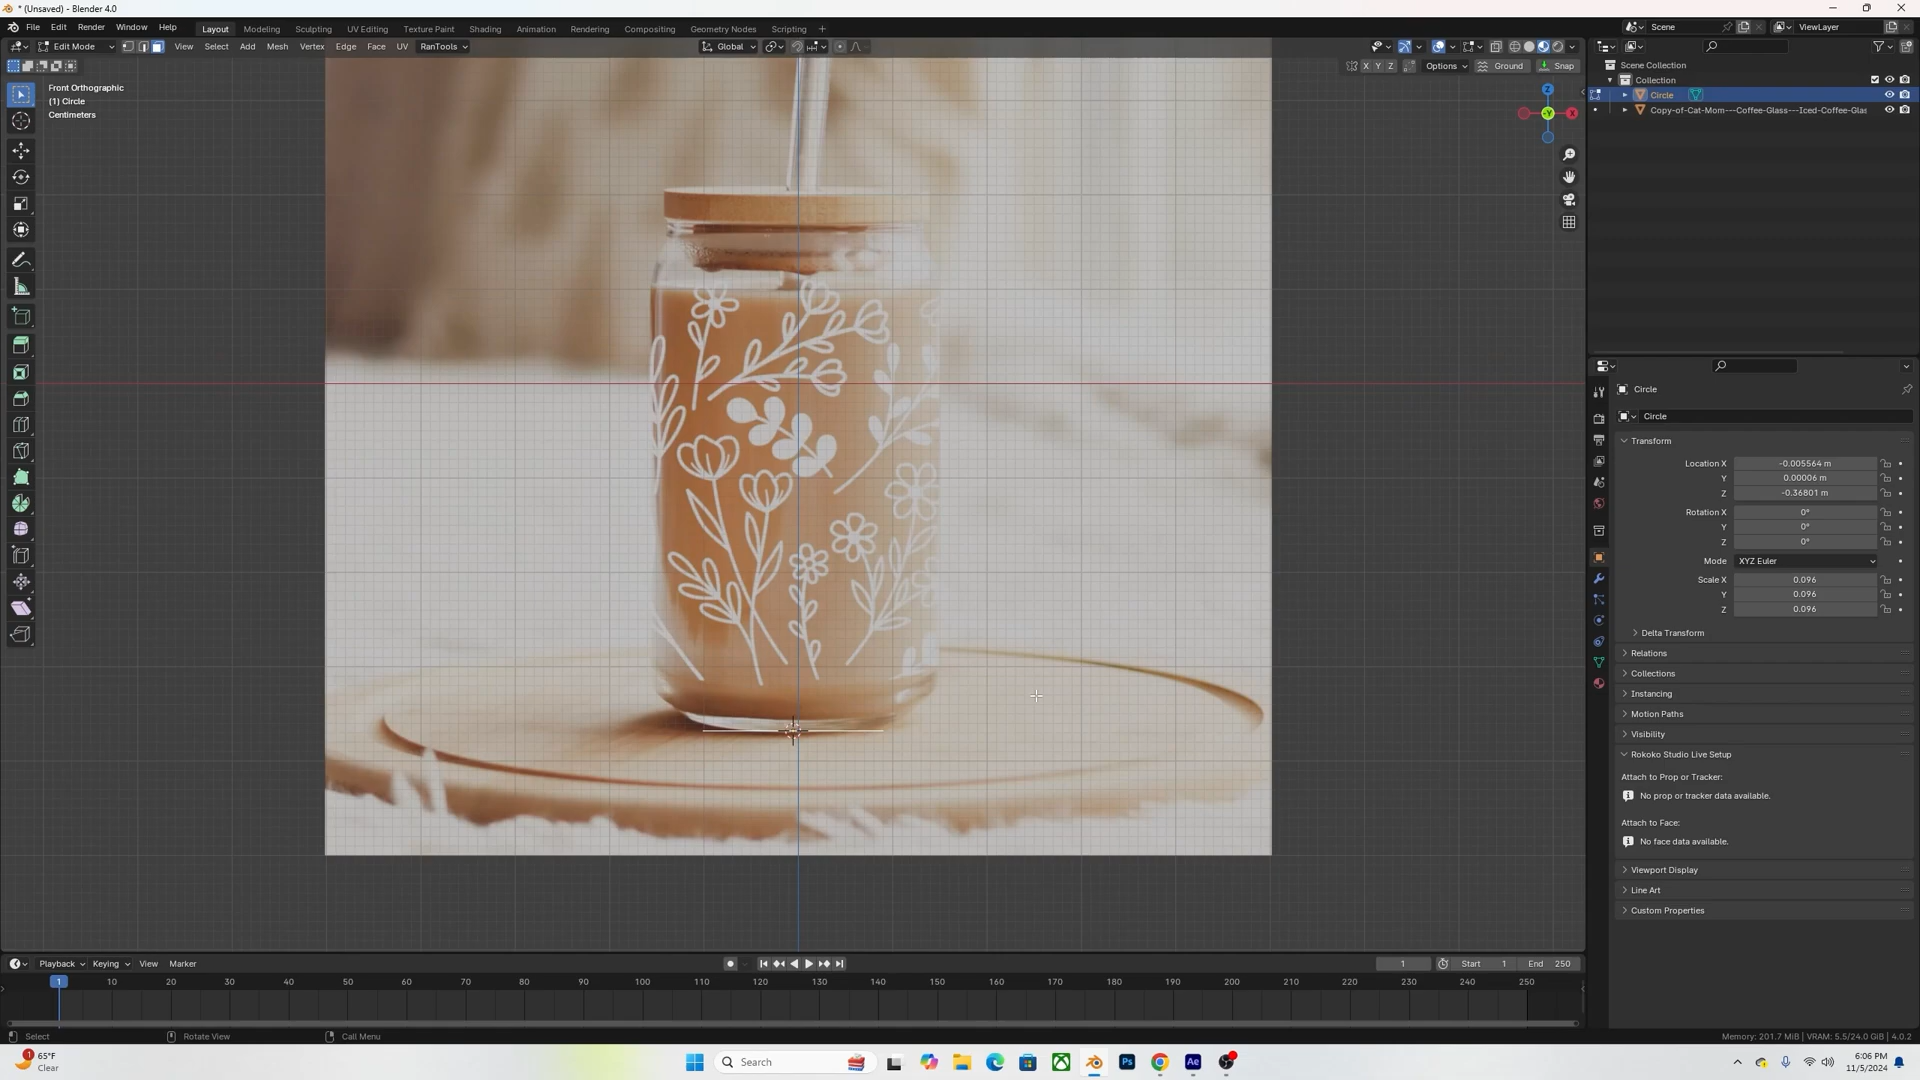 * (Unsaved) - Blender 4.0
File Edit Render Window Help
Layout Modeling Sculpting UV Editing Texture Paint Shading Animation Rendering Compositing Geometry Nodes Scripting +
Scene ViewLayer
Edit Mode View Select Add Mesh Vertex Edge Face UV RanTools Global
X Y Z Options Ground Snap
Front Orthographic
(1) Circle
Centimeters
Z
-Y X
Scene Collection
Collection
Circle
Copy-of-Cat-Mom---Coffee-Glass---Iced-Coffee-Glas
Circle
Circle
Transform
Location X -0.005564 m
Y 0.00006 m
Z -0.36801 m
Rotation X 0°
Y 0°
Z 0°
Mode XYZ Euler
Scale X 0.096
Y 0.096
Z 0.096
Delta Transform
Relations
Collections
Instancing
Motion Paths
Visibility
Rokoko Studio Live Setup
Attach to Prop or Tracker:
No prop or tracker data available.
Attach to Face:
No face data available.
Viewport Display
Line Art
Custom Properties
Playback Keying View Marker 1 Start 1 End 250
1 10 20 30 40 50 60 70 80 90 100 110 120 130 140 150 160 170 180 190 200 210 220 230 240 250
Select Rotate View Call Menu Memory: 201.7 MiB | VRAM: 5.5/24.0 GiB | 4.0.2
1 65°F
Clear
Search
Ps
Ae
6:06 PM
11/5/2024